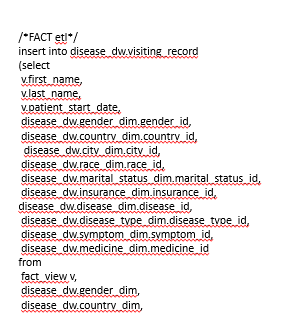 /*FACT etl*/
insert into disease_dw.visiting_record
(select
v.first_name,
v.last_name,
v.patient_start_date,
disease_dw.gender_dim.gender_id,
disease_dw.country_dim.country_id,
disease_dw.city_dim.city_id,
disease_dw.race_dim.race_id,
disease_dw.marital_status_dim.marital_status_id,
disease_dw.insurance_dim.insurance_id,
disease_dw.disease_dim.disease_id,
disease_dw.disease_type_dim.disease_type_id,
disease_dw.symptom_dim.symptom_id,
disease_dw.medicine_dim.medicine_id
from
fact_view v,
disease_dw.gender_dim,
disease_dw.country_dim,